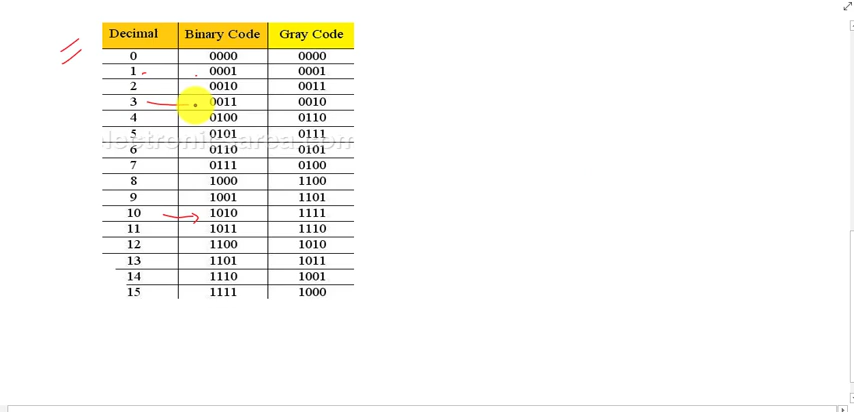 Decimal Binary Code Gray Code
0 0000 0000
1 0001 0001
2 0010 0011
3 0011 0010
4 0100 0110
5 0101 0111
electronicsarea.com
6 0110 0101
7 0111 0100
8 1000 1100
9 1001 1101
10 1010 1111
11 1011 1110
12 1100 1010
13 1101 1011
14 1110 1001
15 1111 1000